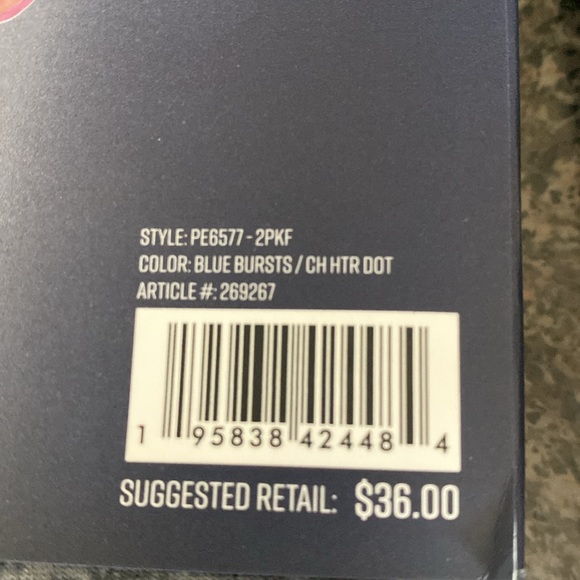 STYLE: PE6577-2PKF
COLOR: BLUE BURSTS / CH HTR DOT
ARTICLE #: 269267
1 95838 42448 4
SUGGESTED RETAIL: $36.00